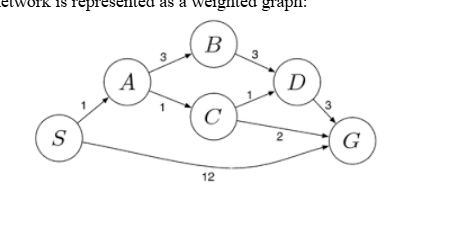 etwork is represented as a weighted graph:
B
3
3
A
D
1
1
1
3
C
S
2
G
12